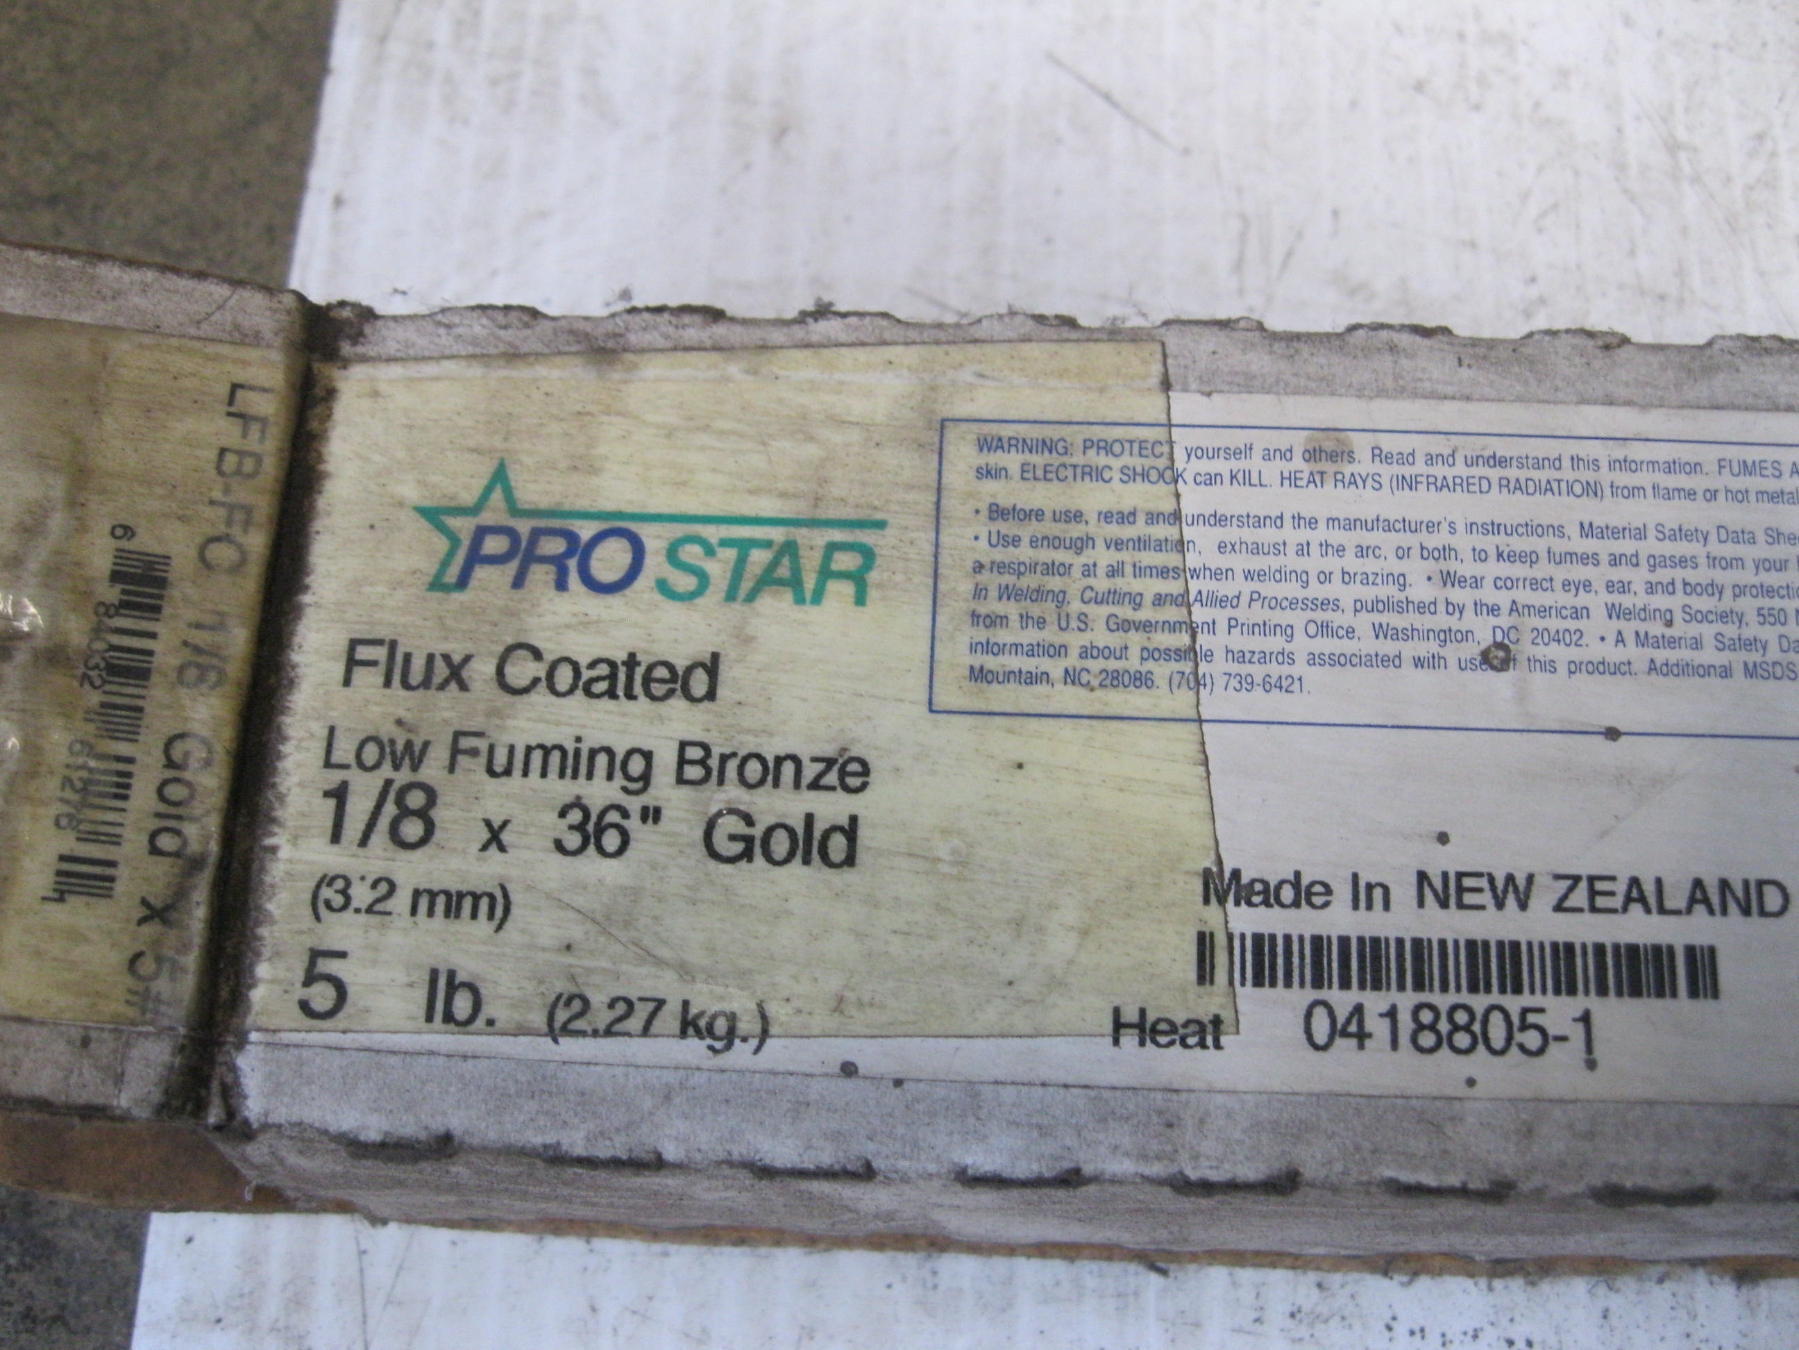 LFB-FC 1/8 Gold x 5#
6 84032 61276 4
PRO STAR
Flux Coated
Low Fuming Bronze
1/8 x 36" Gold
(3.2 mm)
5 lb. (2.27 kg.)
WARNING: PROTECT yourself and others. Read and understand this information. FUMES A
skin. ELECTRIC SHOCK can KILL. HEAT RAYS (INFRARED RADIATION) from flame or hot metal
• Before use, read and understand the manufacturer's instructions, Material Safety Data She
• Use enough ventilation, exhaust at the arc, or both, to keep fumes and gases from your
a respirator at all times when welding or brazing. • Wear correct eye, ear, and body protecti
In Welding, Cutting and Allied Processes, published by the American Welding Society, 550 N
from the U.S. Government Printing Office, Washington, DC 20402. • A Material Safety Da
information about possible hazards associated with use of this product. Additional MSDS
Mountain, NC 28086. (704) 739-6421.
Made In NEW ZEALAND
Heat 0418805-1